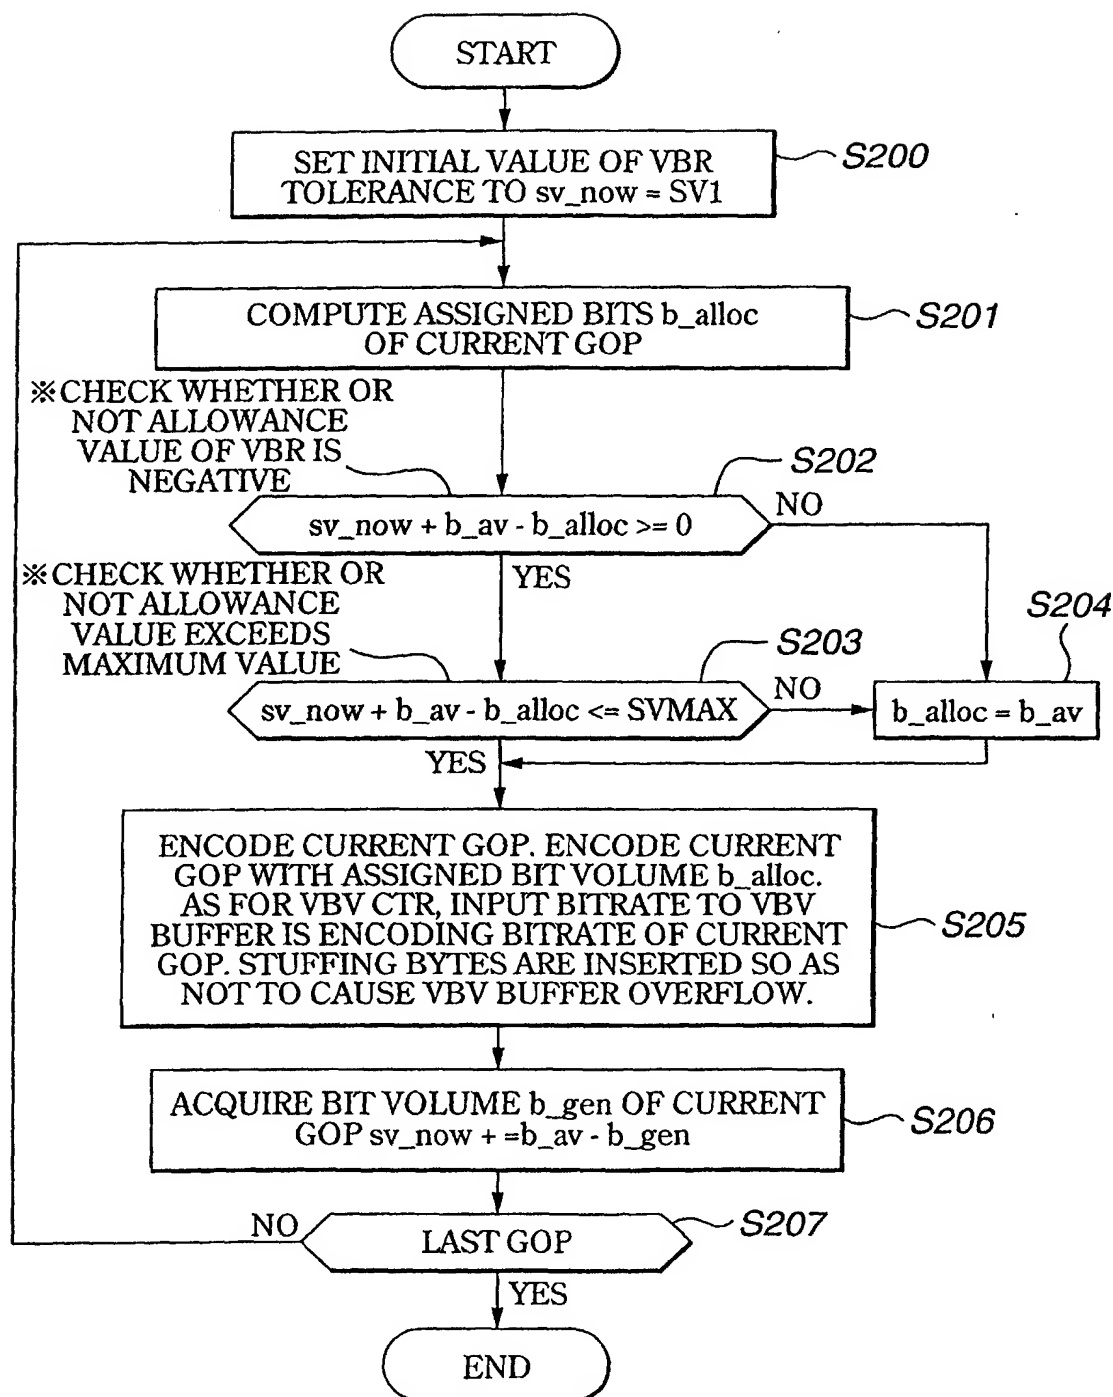 START
SET INITIAL VALUE OF VBR
TOLERANCE TO sv_now = SV1
S200
COMPUTE ASSIGNED BITS b_alloc
OF CURRENT GOP
S201
※CHECK WHETHER OR
NOT ALLOWANCE
VALUE OF VBR IS
NEGATIVE
S202
sv_now + b_av - b_alloc >= 0
NO
YES
※CHECK WHETHER OR
NOT ALLOWANCE
VALUE EXCEEDS
MAXIMUM VALUE
S203
S204
sv_now + b_av - b_alloc <= SVMAX
NO
b_alloc = b_av
YES
ENCODE CURRENT GOP. ENCODE CURRENT
GOP WITH ASSIGNED BIT VOLUME b_alloc.
AS FOR VBV CTR, INPUT BITRATE TO VBV
BUFFER IS ENCODING BITRATE OF CURRENT
GOP. STUFFING BYTES ARE INSERTED SO AS
NOT TO CAUSE VBV BUFFER OVERFLOW.
S205
ACQUIRE BIT VOLUME b_gen OF CURRENT
GOP sv_now + =b_av - b_gen
S206
NO
LAST GOP
S207
YES
END